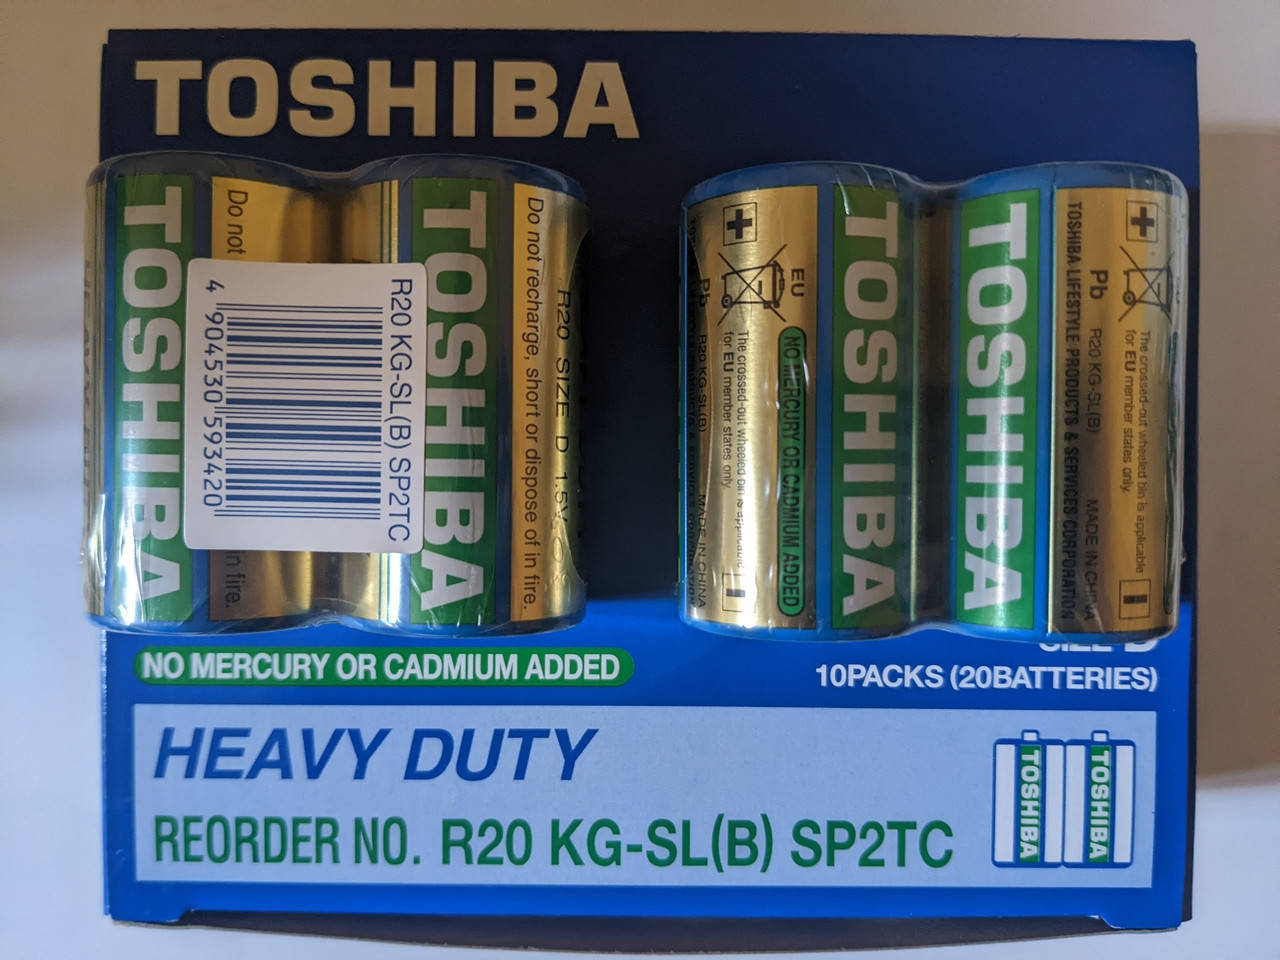 TOSHIBA
TOSHIBA
Do not
n fire.
R20 KG-SL(B) SP2TC
4 904530 593420
TOSHIBA
Do not recharge, short or dispose of in fire.
R20 SIZE D 1.5V
Pb
R20 KG-SL(B)
MADE IN CHINA
The crossed-out wheeled bin is applicable
for EU member states only.
EU
NO MERCURY OR CADMIUM ADDED
TOSHIBA
TOSHIBA
TOSHIBA LIFESTYLE PRODUCTS & SERVICES CORPORATION
Pb
R20 KG-SL(B)
MADE IN CHINA
The crossed-out wheeled bin is applicable
for EU member states only.
NO MERCURY OR CADMIUM ADDED
SIZE D
10PACKS (20BATTERIES)
HEAVY DUTY
REORDER NO. R20 KG-SL(B) SP2TC
TOSHIBA
TOSHIBA